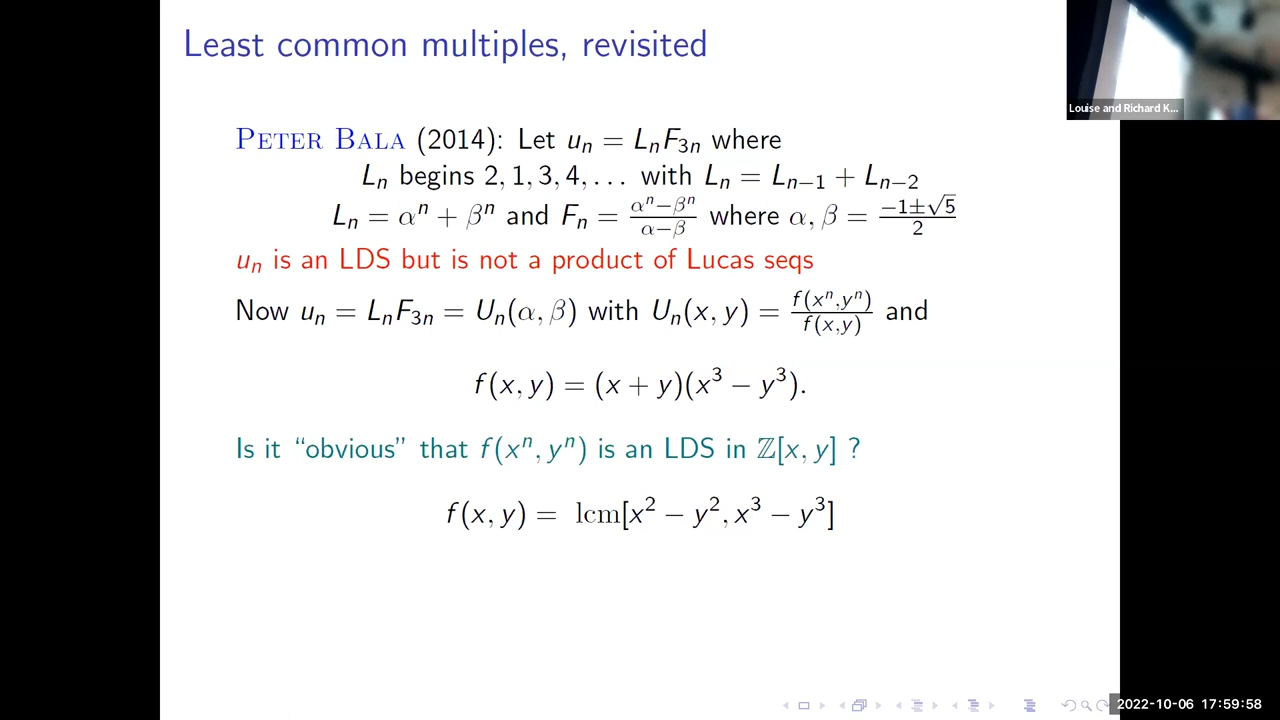 Least common multiples, revisited
Louise and Richard K...
PETER BALA (2014): Let uₙ = LₙF₃ₙ where
Lₙ begins 2, 1, 3, 4, . . . with Lₙ = Lₙ₋₁ + Lₙ₋₂
Lₙ = αⁿ + βⁿ and Fₙ = (αⁿ−βⁿ)/(α−β) where α, β = (−1±√5)/2
uₙ is an LDS but is not a product of Lucas seqs
Now uₙ = LₙF₃ₙ = Uₙ(α, β) with Uₙ(x, y) = f(xⁿ,yⁿ)/f(x,y) and
f(x, y) = (x + y)(x³ − y³).
Is it “obvious” that f(xⁿ, yⁿ) is an LDS in ℤ[x, y] ?
f(x, y) = lcm[x² − y², x³ − y³]
2022-10-06 17:59:58